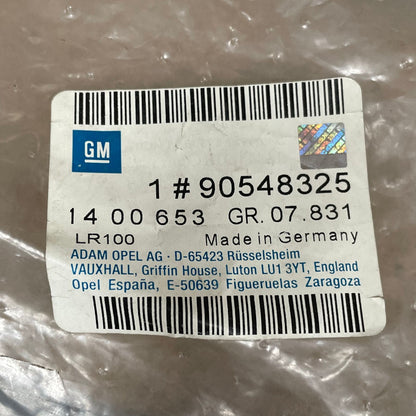 GM
1 # 90548325
14 00 653 GR. 07.831
LR100 Made in Germany
ADAM OPEL AG · D-65423 Rüsselsheim
VAUXHALL, Griffin House, Luton LU1 3YT, England
Opel España, E-50639 Figueruelas Zaragoza